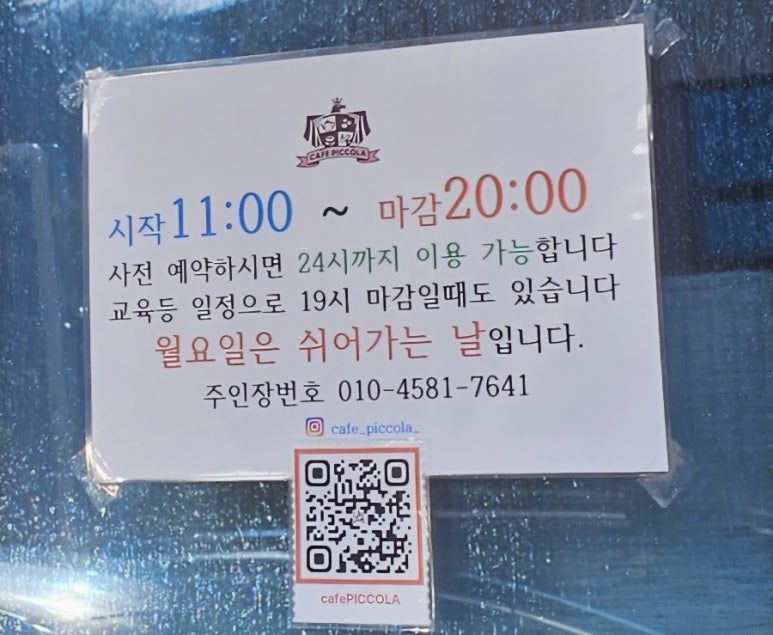 CAFE PICCOLA
시작11:00 ~ 마감20:00
사전 예약하시면 24시까지 이용 가능합니다
교육등 일정으로 19시 마감일때도 있습니다
월요일은 쉬어가는 날입니다.
주인장번호 010-4581-7641
cafe_piccola_
cafePICCOLA